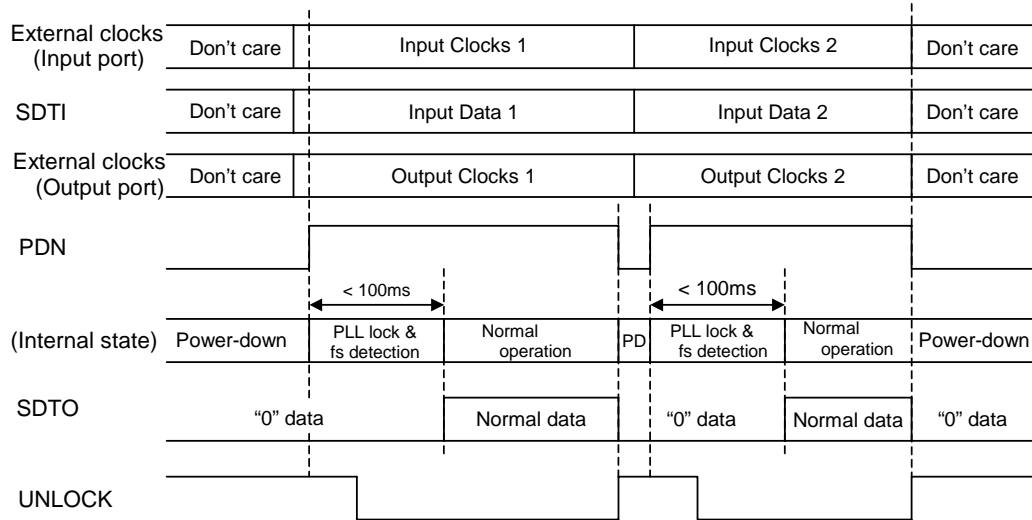 External clocks
(Input port)
Don't care
Input Clocks 1
Input Clocks 2
Don't care
SDTI
Don't care
Input Data 1
Input Data 2
Don't care
External clocks
(Output port)
Don't care
Output Clocks 1
Output Clocks 2
Don't care
PDN
< 100ms
< 100ms
(Internal state)
Power-down
PLL lock &
fs detection
Normal
operation
PD
PLL lock &
fs detection
Normal
operation
Power-down
SDTO
“0” data
Normal data
“0” data
Normal data
“0” data
UNLOCK